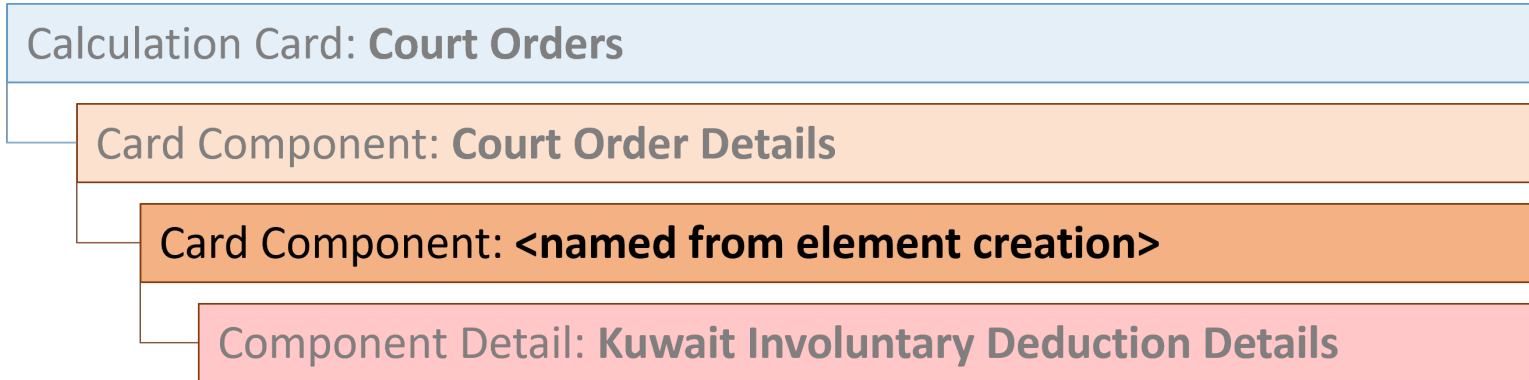 Calculation Card: Court Orders
Card Component: Court Order Details
Card Component: <named from element creation>
Component Detail: Kuwait Involuntary Deduction Details